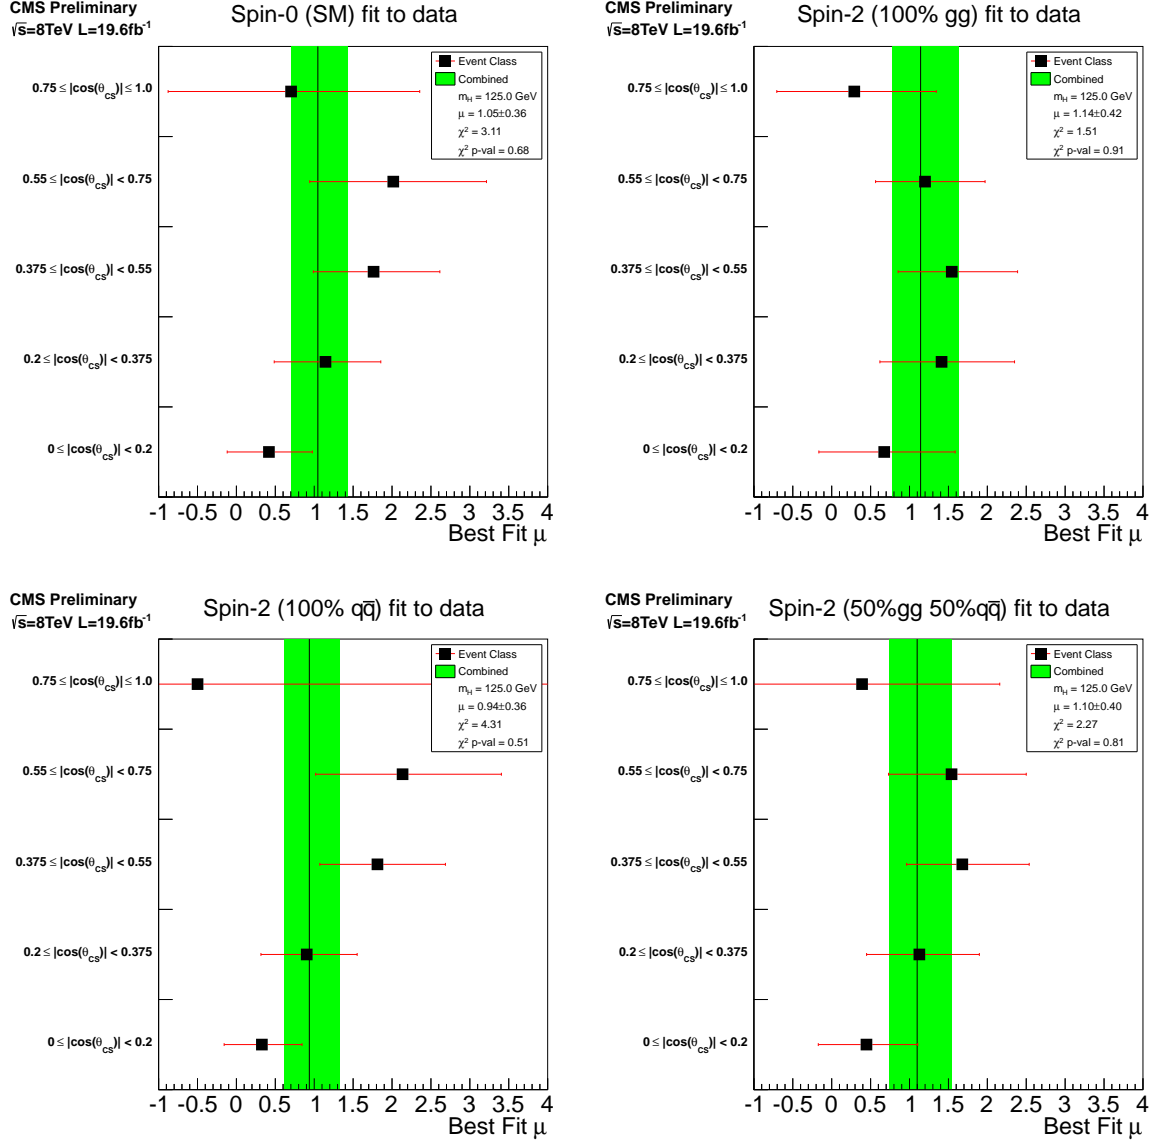 CMS Preliminary
√s=8TeV L=19.6fb⁻¹
Spin-0 (SM) fit to data
Event Class
Combined
m_H = 125.0 GeV
μ = 1.05±0.36
χ² = 3.11
χ² p-val = 0.68
0.75 ≤ |cos(θ_CS)| ≤ 1.0
0.55 ≤ |cos(θ_CS)| < 0.75
0.375 ≤ |cos(θ_CS)| < 0.55
0.2 ≤ |cos(θ_CS)| < 0.375
0 ≤ |cos(θ_CS)| < 0.2
-1 -0.5 0 0.5 1 1.5 2 2.5 3 3.5 4
Best Fit μ
CMS Preliminary
√s=8TeV L=19.6fb⁻¹
Spin-2 (100% gg) fit to data
Event Class
Combined
m_H = 125.0 GeV
μ = 1.14±0.42
χ² = 1.51
χ² p-val = 0.91
0.75 ≤ |cos(θ_CS)| ≤ 1.0
0.55 ≤ |cos(θ_CS)| < 0.75
0.375 ≤ |cos(θ_CS)| < 0.55
0.2 ≤ |cos(θ_CS)| < 0.375
0 ≤ |cos(θ_CS)| < 0.2
-1 -0.5 0 0.5 1 1.5 2 2.5 3 3.5 4
Best Fit μ
CMS Preliminary
√s=8TeV L=19.6fb⁻¹
Spin-2 (100% qq̅) fit to data
Event Class
Combined
m_H = 125.0 GeV
μ = 0.94±0.36
χ² = 4.31
χ² p-val = 0.51
0.75 ≤ |cos(θ_CS)| ≤ 1.0
0.55 ≤ |cos(θ_CS)| < 0.75
0.375 ≤ |cos(θ_CS)| < 0.55
0.2 ≤ |cos(θ_CS)| < 0.375
0 ≤ |cos(θ_CS)| < 0.2
-1 -0.5 0 0.5 1 1.5 2 2.5 3 3.5 4
Best Fit μ
CMS Preliminary
√s=8TeV L=19.6fb⁻¹
Spin-2 (50%gg 50%qq̅) fit to data
Event Class
Combined
m_H = 125.0 GeV
μ = 1.10±0.40
χ² = 2.27
χ² p-val = 0.81
0.75 ≤ |cos(θ_CS)| ≤ 1.0
0.55 ≤ |cos(θ_CS)| < 0.75
0.375 ≤ |cos(θ_CS)| < 0.55
0.2 ≤ |cos(θ_CS)| < 0.375
0 ≤ |cos(θ_CS)| < 0.2
-1 -0.5 0 0.5 1 1.5 2 2.5 3 3.5 4
Best Fit μ